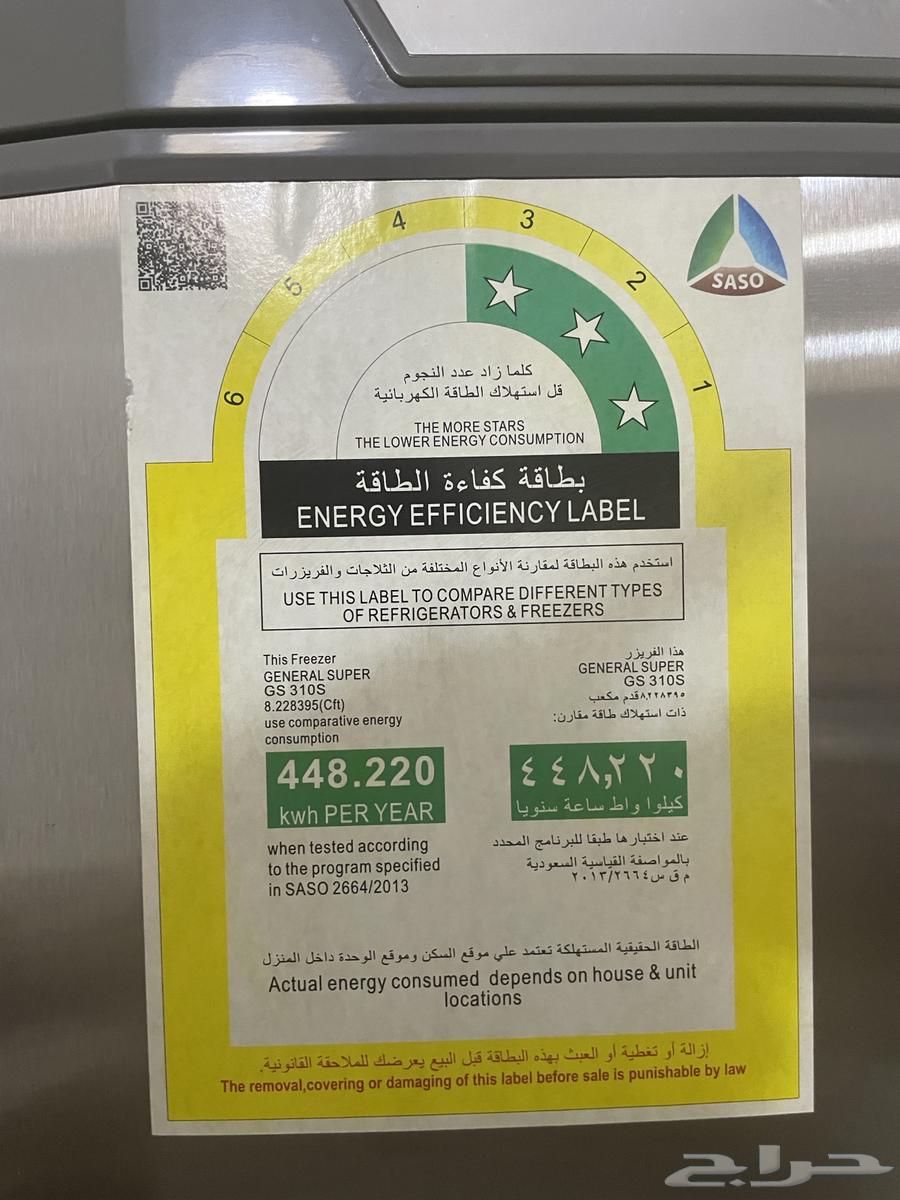 6
5
4
3
2
1
SASO
كلما زاد عدد النجوم
قل استهلاك الطاقة الكهربائية
THE MORE STARS
THE LOWER ENERGY CONSUMPTION
بطاقة كفاءة الطاقة
ENERGY EFFICIENCY LABEL
استخدم هذه البطاقة لمقارنة الأنواع المختلفة من الثلاجات والفريزرات
USE THIS LABEL TO COMPARE DIFFERENT TYPES
OF REFRIGERATORS & FREEZERS
This Freezer
GENERAL SUPER
GS 310S
8.228395(Cft)
use comparative energy
consumption
448.220
kwh PER YEAR
when tested according
to the program specified
in SASO 2664/2013
هذا الفريزر
GENERAL SUPER
GS 310S
٨,٢٢٨٣٩٥قدم مكعب
ذات استهلاك طاقة مقارن:
٤٤٨,٢٢٠
كيلوا واط ساعة سنويا
عند اختبارها طبقا للبرنامج المحدد
بالمواصفة القياسية السعودية
م ق س٢٠١٣/٢٦٦٤
الطاقة الحقيقية المستهلكة تعتمد علي موقع السكن وموقع الوحدة داخل المنزل
Actual energy consumed depends on house & unit
locations
إزالة أو تغطية أو العبث بهذه البطاقة قبل البيع يعرضك للملاحقة القانونية.
The removal,covering or damaging of this label before sale is punishable by law
حراج